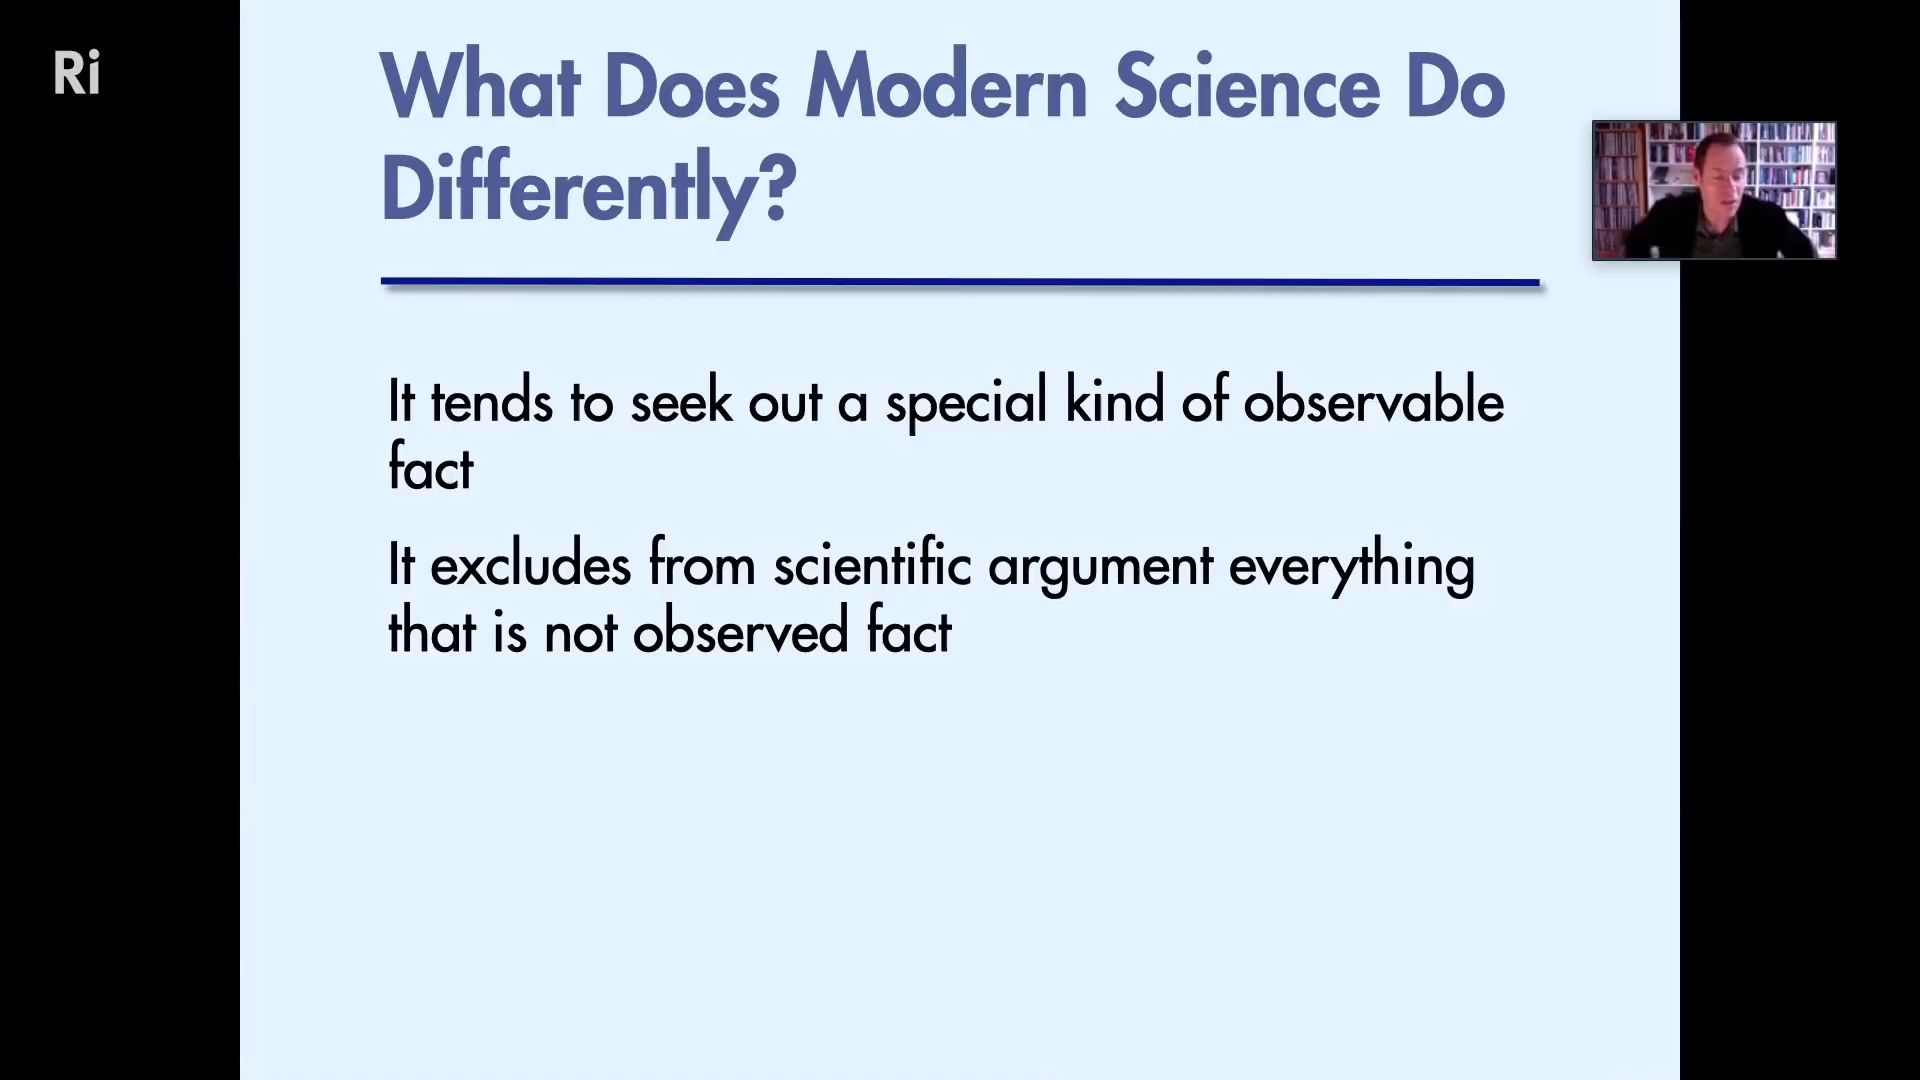 Ri
What Does Modern Science Do
Differently?
It tends to seek out a special kind of observable
fact
It excludes from scientific argument everything
that is not observed fact